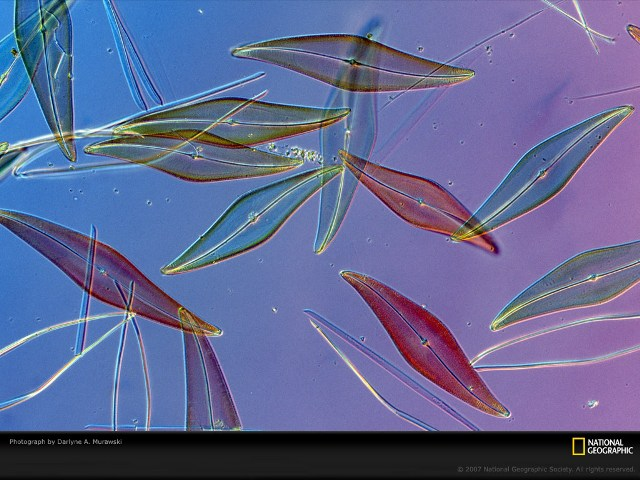 Photograph by Darlyne A. Murawski
NATIONAL
GEOGRAPHIC
© 2007 National Geographic Society. All rights reserved.